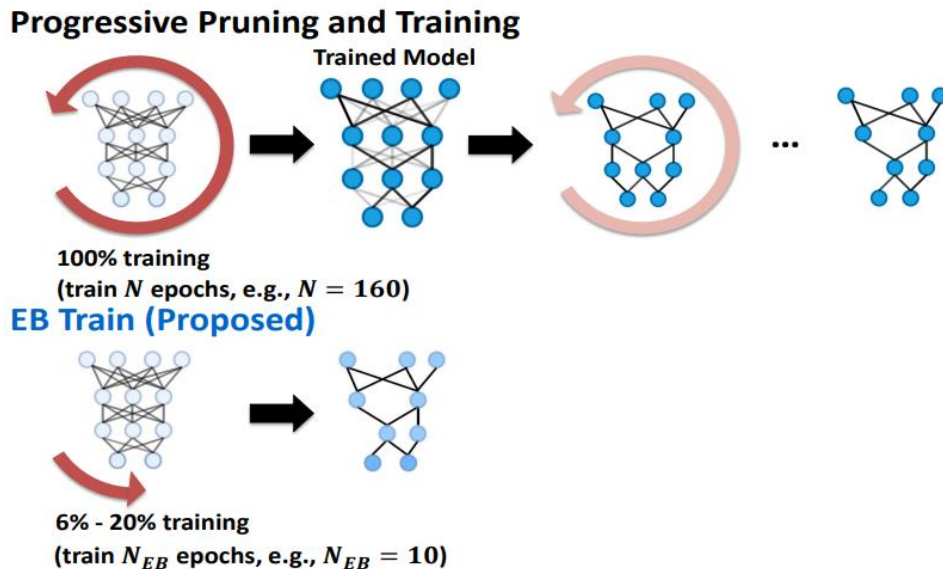 Progressive Pruning and Training
Trained Model
...
100% training
(train N epochs, e.g., N = 160)
EB Train (Proposed)
6% - 20% training
(train N_EB epochs, e.g., N_EB = 10)